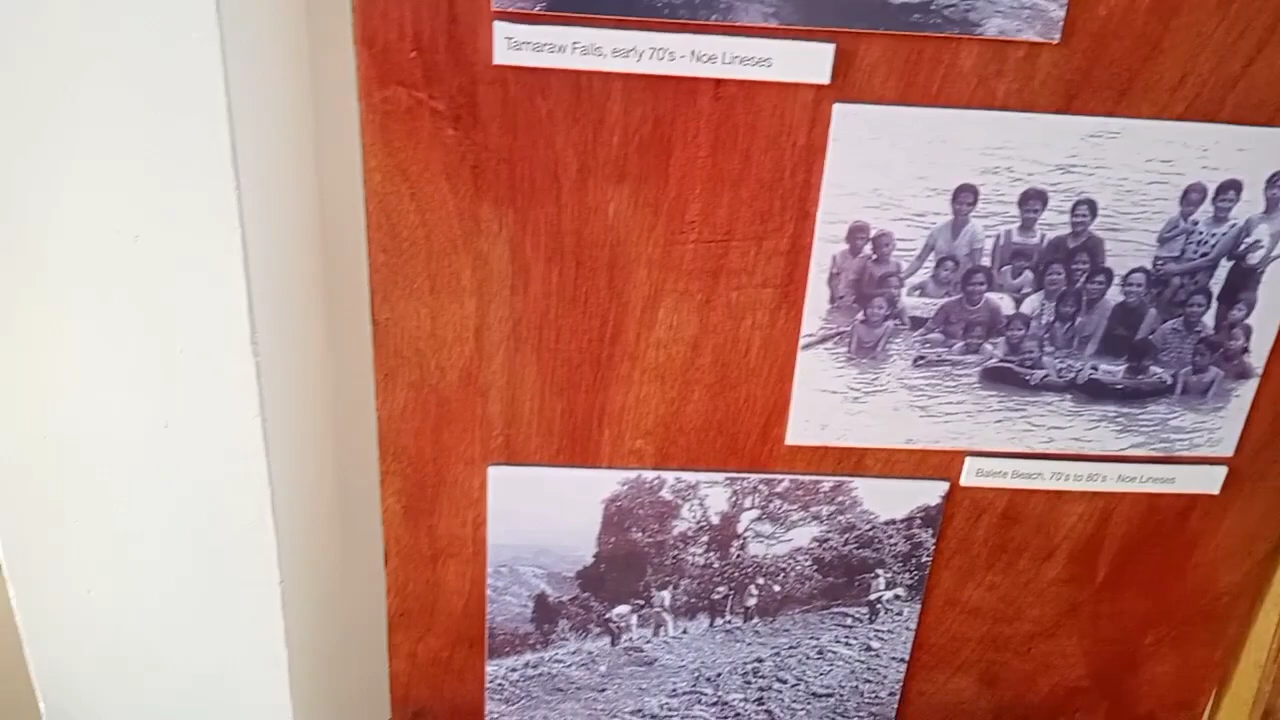 Tamaraw Falls, early 70's - Noe Lineses
Balete Beach, 70's to 80's - Noe Lineses